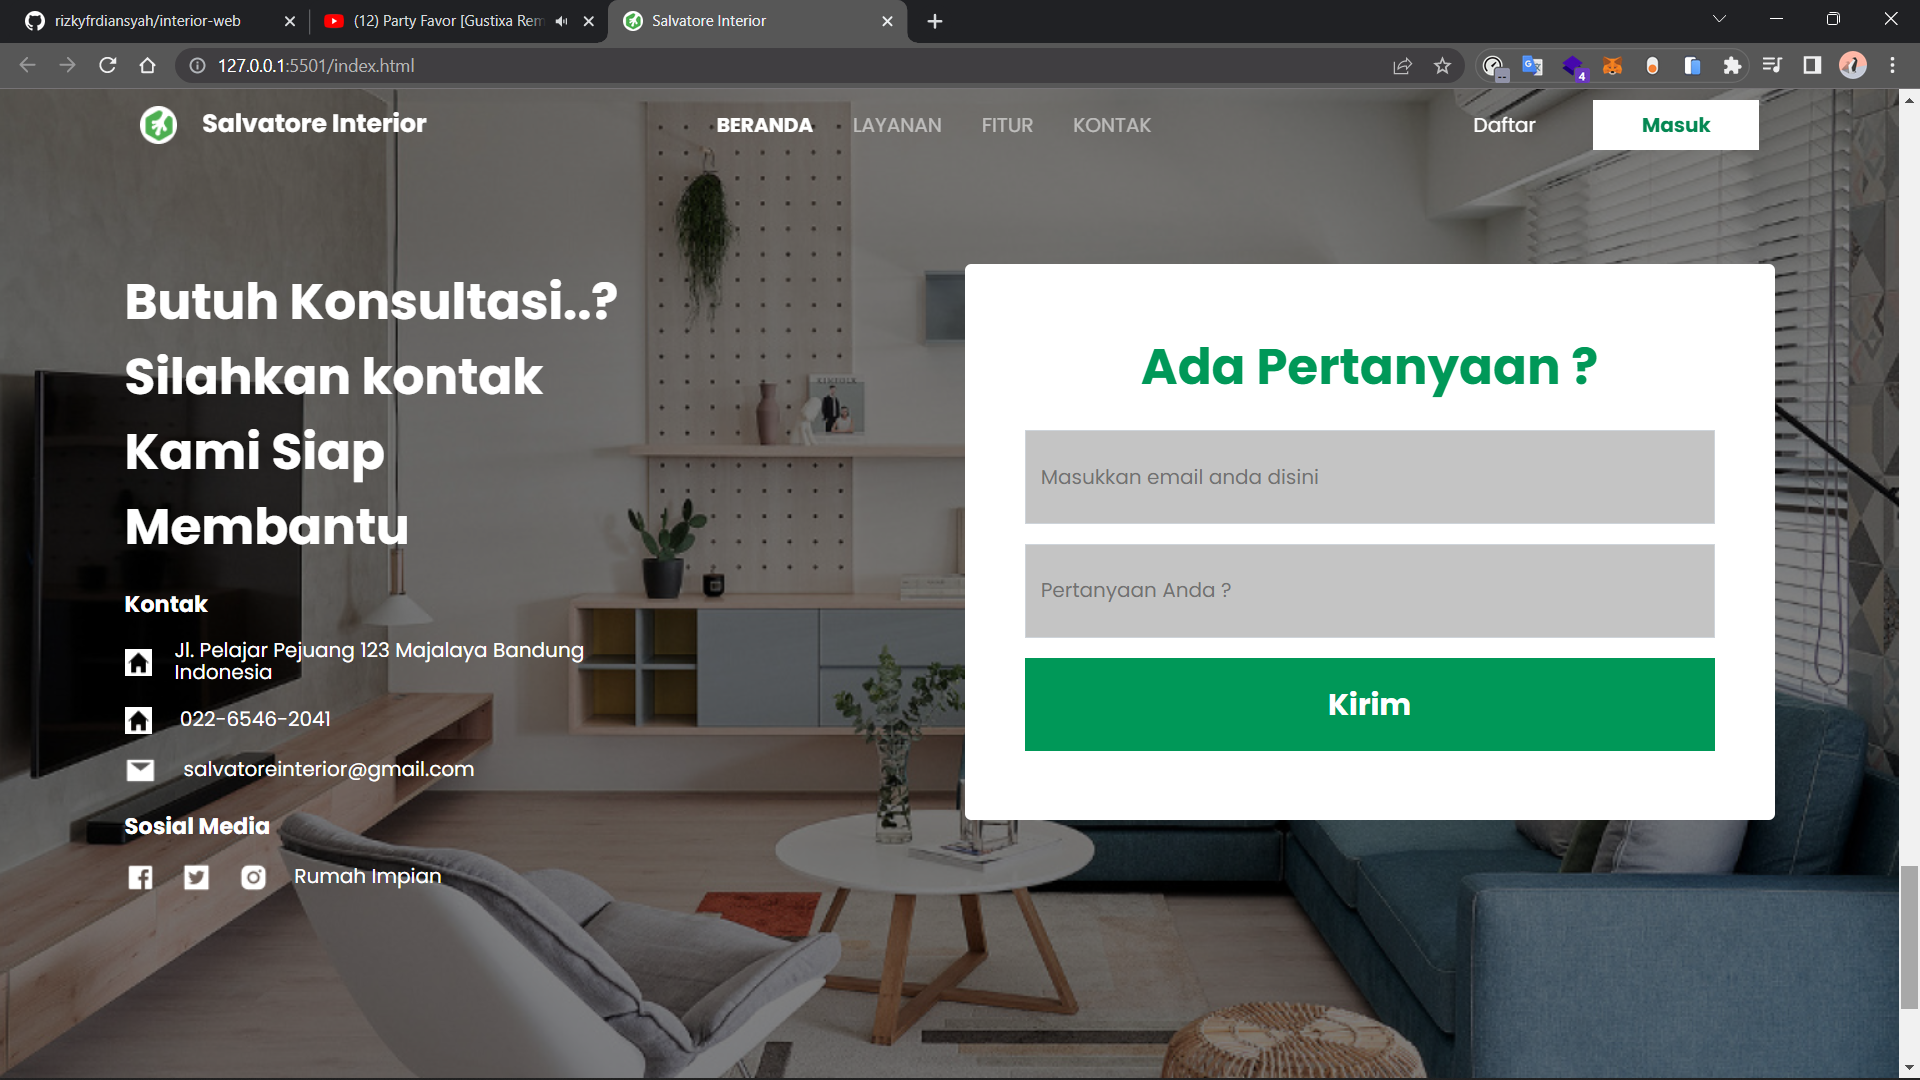 rizkyfrdiansyah/interior-web
(12) Party Favor [Gustixa Rem
Salvatore Interior
127.0.0.1:5501/index.html
4
Salvatore Interior
BERANDA LAYANAN FITUR KONTAK
Daftar Masuk
Butuh Konsultasi..?
Silahkan kontak
Kami Siap
Membantu
Kontak
Jl. Pelajar Pejuang 123 Majalaya Bandung
Indonesia
022-6546-2041
salvatoreinterior@gmail.com
Sosial Media
Rumah Impian
Ada Pertanyaan ?
Masukkan email anda disini
Pertanyaan Anda ?
Kirim